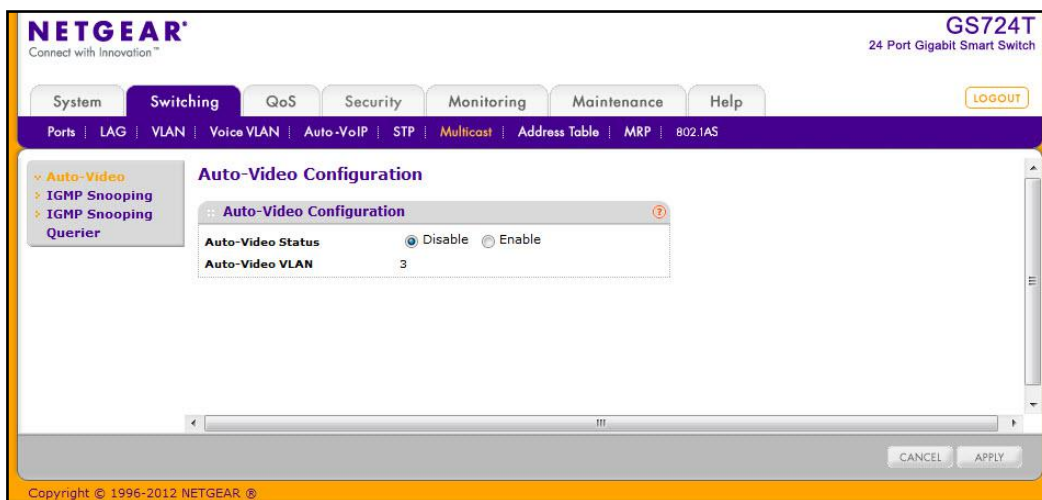 NETGEAR®
Connect with Innovation™
GS724T
24 Port Gigabit Smart Switch
System Switching QoS Security Monitoring Maintenance Help LOGOUT
Ports | LAG | VLAN | Voice VLAN | Auto-VoIP | STP | Multicast | Address Table | MRP | 802.1AS
Auto-Video
IGMP Snooping
IGMP Snooping
Querier
Auto-Video Configuration
Auto-Video Configuration ?
Auto-Video Status Disable Enable
Auto-Video VLAN 3
CANCEL APPLY
Copyright © 1996-2012 NETGEAR ®